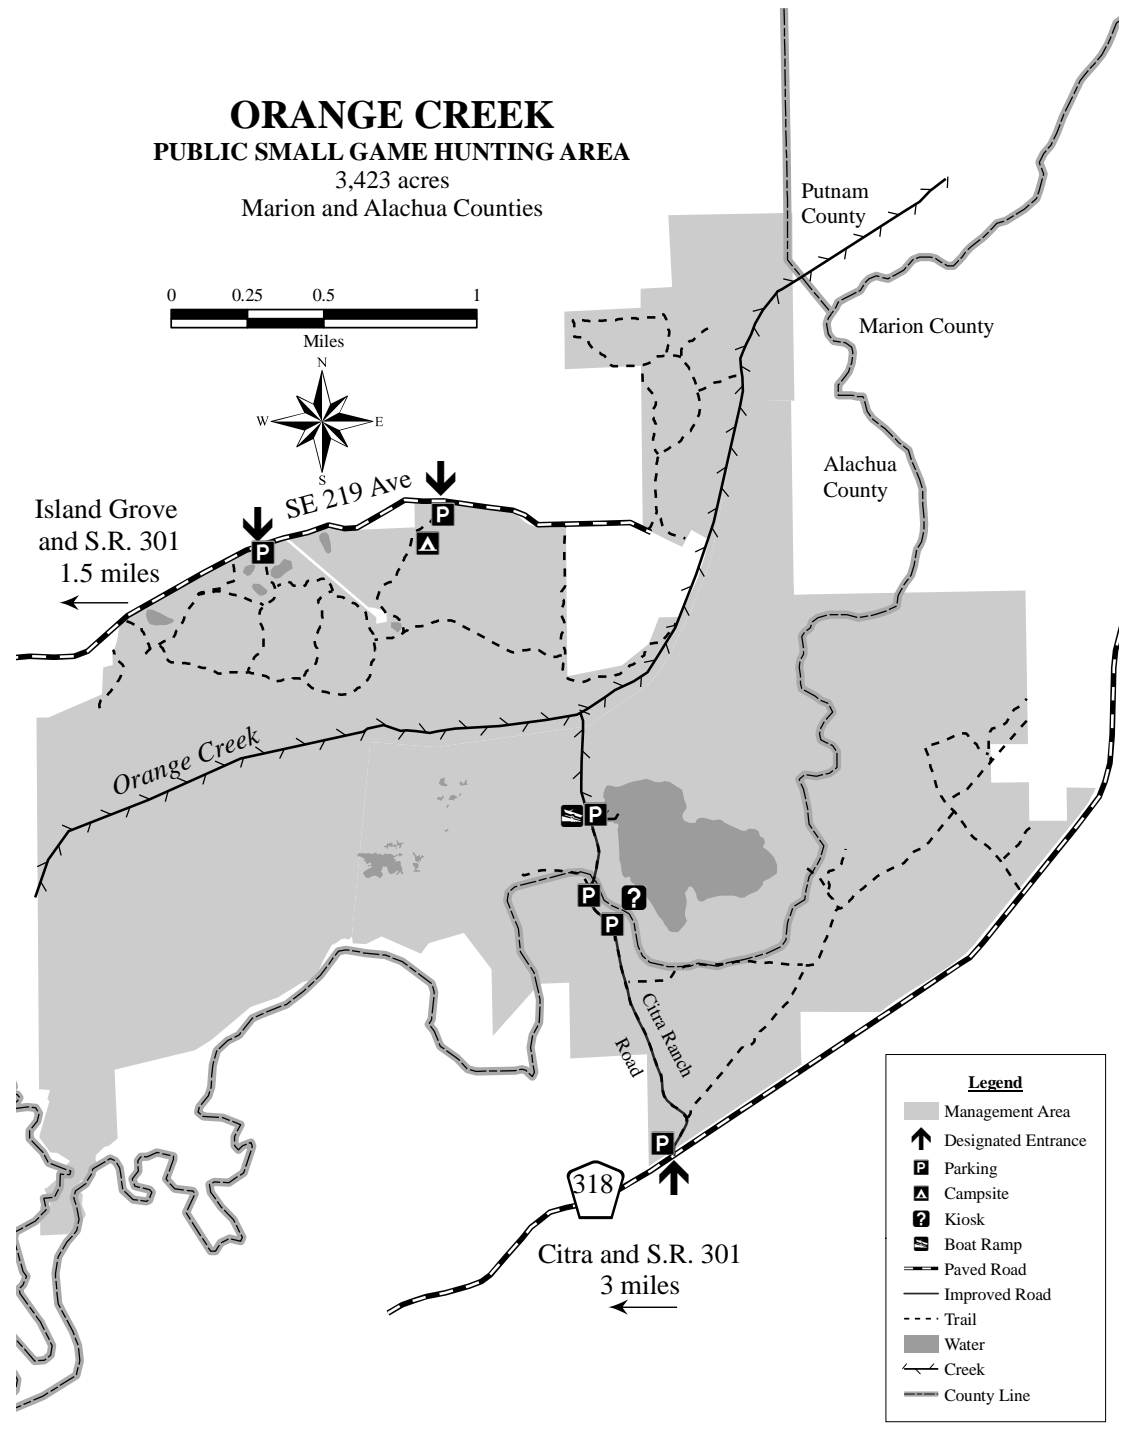 ORANGE CREEK
PUBLIC SMALL GAME HUNTING AREA
3,423 acres
Marion and Alachua Counties
0 0.25 0.5 1
Miles
N
W E
S
Putnam
County
Marion County
Alachua
County
SE 219 Ave
P
P
Island Grove
and S.R. 301
1.5 miles
Orange Creek
P
P
?
P
Citra Ranch
Road
P
318
Citra and S.R. 301
3 miles
Legend
Management Area
Designated Entrance
P Parking
Campsite
? Kiosk
Boat Ramp
Paved Road
Improved Road
Trail
Water
Creek
County Line